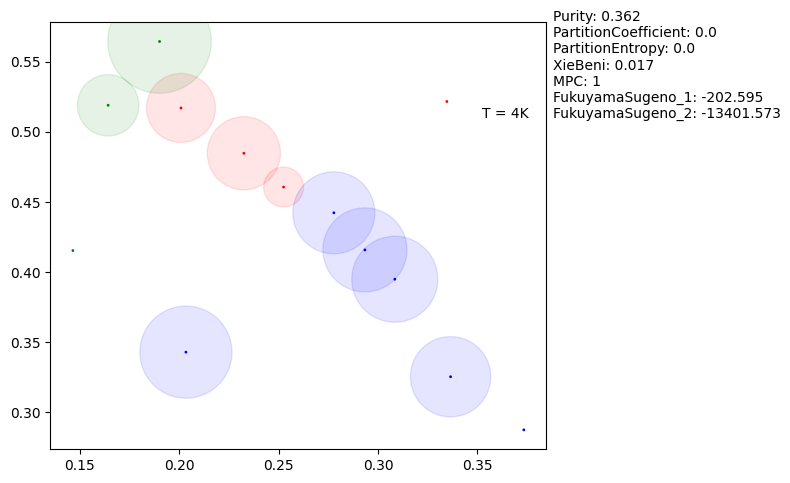 Purity: 0.362
PartitionCoefficient: 0.0
PartitionEntropy: 0.0
XieBeni: 0.017
MPC: 1
FukuyamaSugeno_1: -202.595
FukuyamaSugeno_2: -13401.573
T = 4K
0.55
0.50
0.45
0.40
0.35
0.30
0.15 0.20 0.25 0.30 0.35